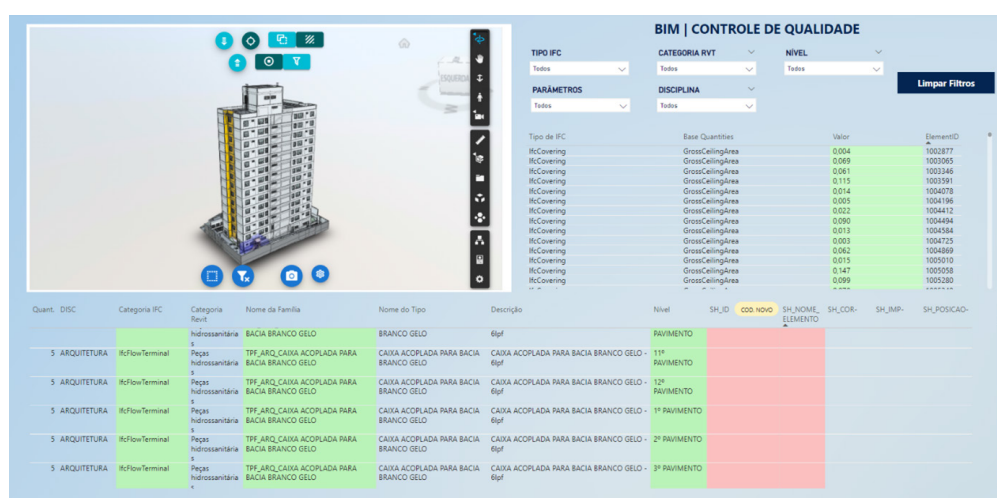 BIM | CONTROLE DE QUALIDADE
TIPO IFC
CATEGORIA RVT
NÍVEL
Todos
Todos
Todos
Limpar Filtros
PARÂMETROS
DISCIPLINA
Todos
Todos
Tipo de IFC Base Quantities Valor ElementID
IfcCovering GrossCeilingArea 0,004 1002877
IfcCovering GrossCeilingArea 0,069 1003065
IfcCovering GrossCeilingArea 0,061 1003346
IfcCovering GrossCeilingArea 0,115 1003591
IfcCovering GrossCeilingArea 0,014 1004078
IfcCovering GrossCeilingArea 0,005 1004196
IfcCovering GrossCeilingArea 0,022 1004412
IfcCovering GrossCeilingArea 0,090 1004494
IfcCovering GrossCeilingArea 0,013 1004584
IfcCovering GrossCeilingArea 0,003 1004725
IfcCovering GrossCeilingArea 0,062 1004869
IfcCovering GrossCeilingArea 0,015 1005010
IfcCovering GrossCeilingArea 0,147 1005058
IfcCovering GrossCeilingArea 0,099 1005280
Quant. DISC Categoria IFC Categoria Nome da Família Nome do Tipo Descrição Nível SH_ID COD. NOVO SH_NOME_ SH_COR- SH_IMP- SH_POSICAO-
Revit ELEMENTO
hidrossanitária BACIA BRANCO GELO BRANCO GELO 6lpf PAVIMENTO
s
5 ARQUITETURA IfcFlowTerminal Peças TPF_ARQ_CAIXA ACOPLADA PARA CAIXA ACOPLADA PARA BACIA CAIXA ACOPLADA PARA BACIA BRANCO GELO - 11º
hidrossanitária BACIA BRANCO GELO BRANCO GELO 6lpf PAVIMENTO
s
5 ARQUITETURA IfcFlowTerminal Peças TPF_ARQ_CAIXA ACOPLADA PARA CAIXA ACOPLADA PARA BACIA CAIXA ACOPLADA PARA BACIA BRANCO GELO - 12º
hidrossanitária BACIA BRANCO GELO BRANCO GELO 6lpf PAVIMENTO
s
5 ARQUITETURA IfcFlowTerminal Peças TPF_ARQ_CAIXA ACOPLADA PARA CAIXA ACOPLADA PARA BACIA CAIXA ACOPLADA PARA BACIA BRANCO GELO - 1º PAVIMENTO
hidrossanitária BACIA BRANCO GELO BRANCO GELO 6lpf
s
5 ARQUITETURA IfcFlowTerminal Peças TPF_ARQ_CAIXA ACOPLADA PARA CAIXA ACOPLADA PARA BACIA CAIXA ACOPLADA PARA BACIA BRANCO GELO - 2º PAVIMENTO
hidrossanitária BACIA BRANCO GELO BRANCO GELO 6lpf
s
5 ARQUITETURA IfcFlowTerminal Peças TPF_ARQ_CAIXA ACOPLADA PARA CAIXA ACOPLADA PARA BACIA CAIXA ACOPLADA PARA BACIA BRANCO GELO - 3º PAVIMENTO
hidrossanitária BACIA BRANCO GELO BRANCO GELO 6lpf